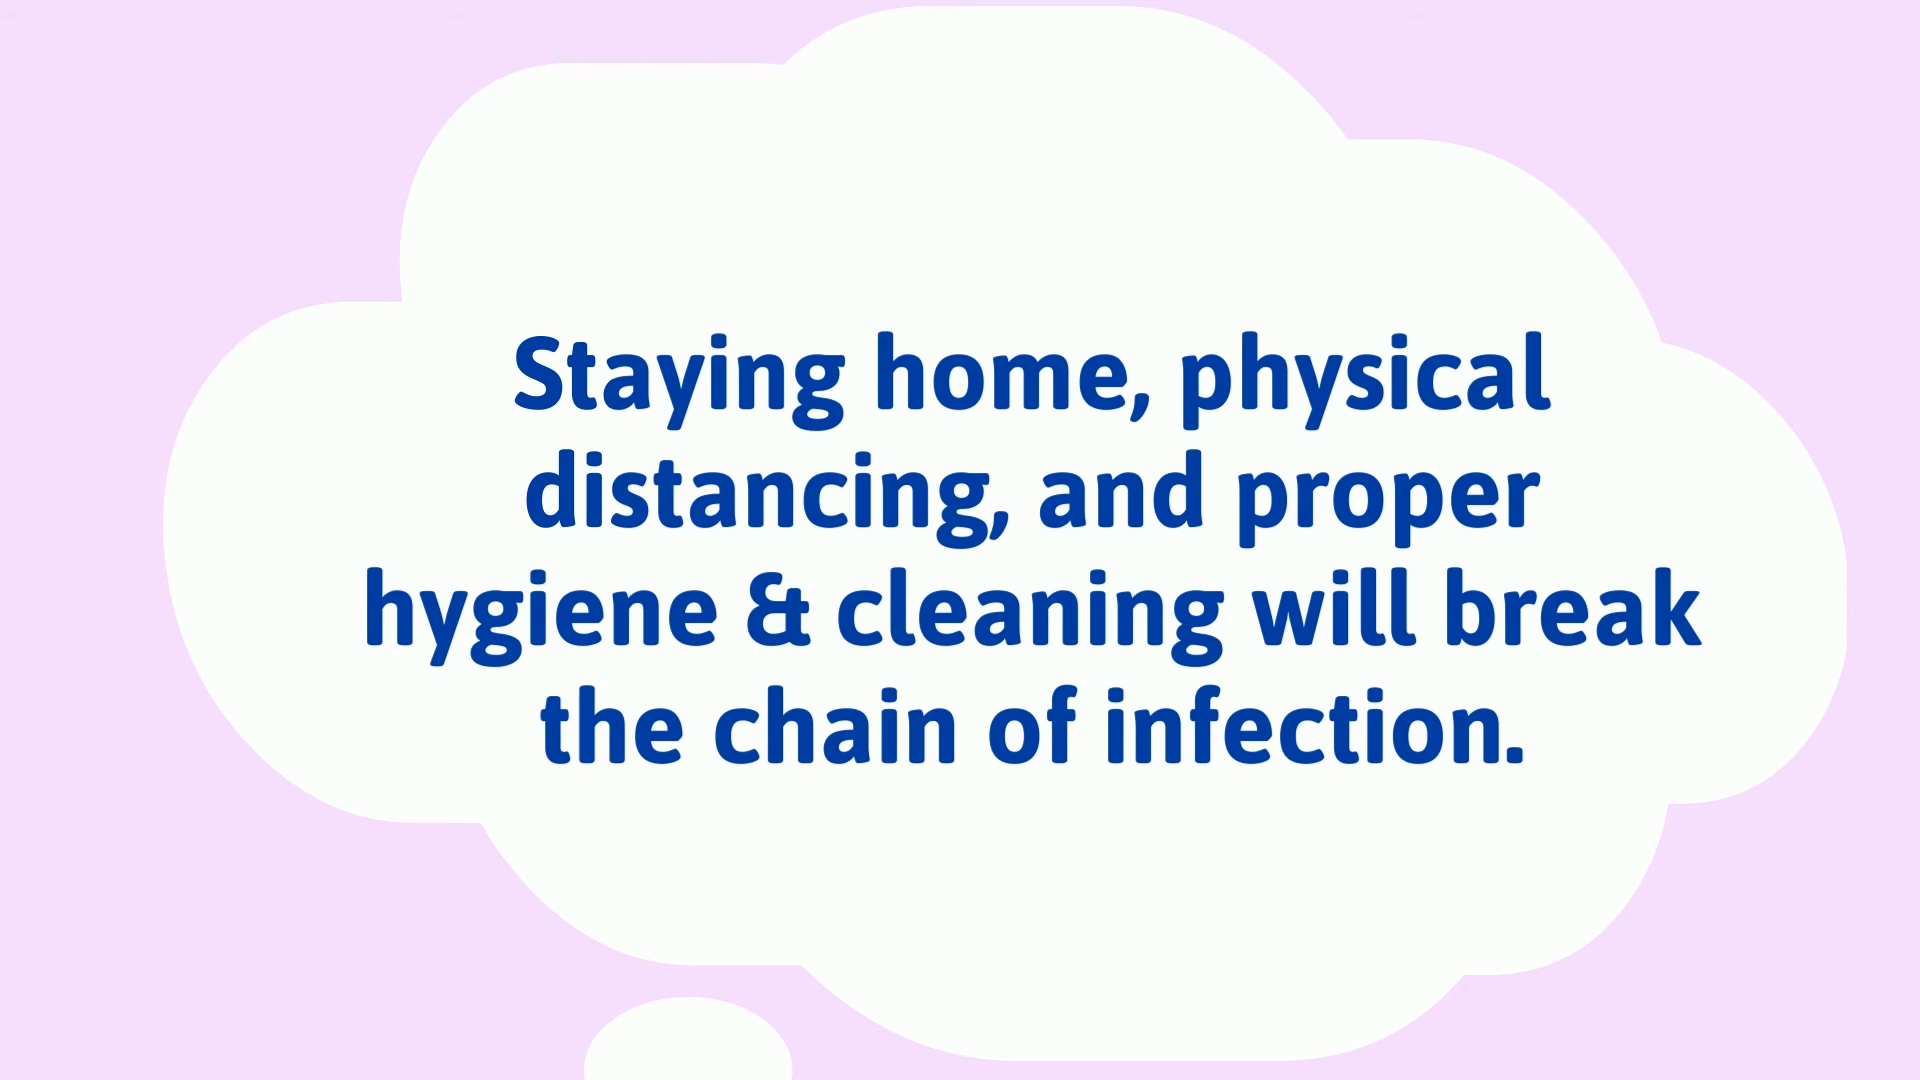 Staying home, physical
distancing, and proper
hygiene & cleaning will break
the chain of infection.